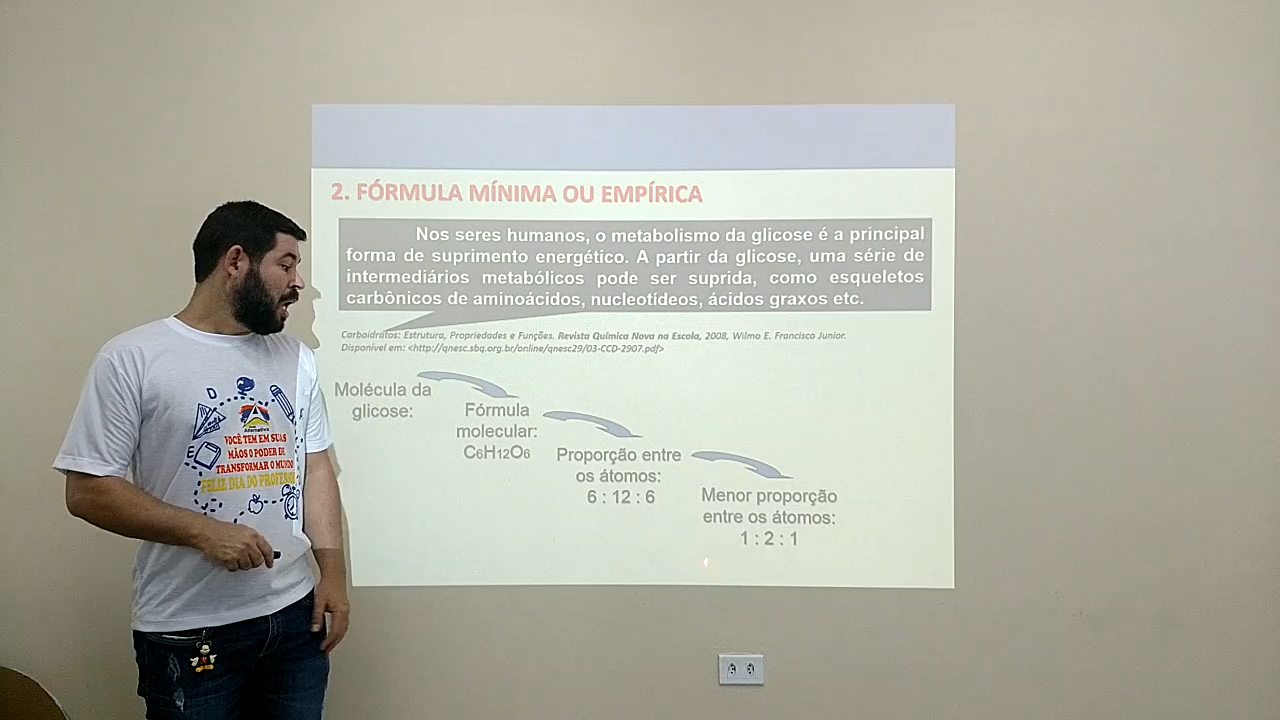 2. FÓRMULA MÍNIMA OU EMPÍRICA
Nos seres humanos, o metabolismo da glicose é a principal
forma de suprimento energético. A partir da glicose, uma série de
intermediários metabólicos pode ser suprida, como esqueletos
carbônicos de aminoácidos, nucleotídeos, ácidos graxos etc.
Carboidratos: Estrutura, Propriedades e Funções. Revista Química Nova na Escola, 2008, Wilmo E. Francisco Junior.
Disponível em: <http://qnesc.sbq.org.br/online/qnesc29/03-CCD-2907.pdf>
Molécula da
glicose:
Fórmula
molecular:
C6H12O6
Proporção entre
os átomos:
6 : 12 : 6
Menor proporção
entre os átomos:
1 : 2 : 1
D
E
A
Alternativo
VOCÊ TEM EM SUAS
MÃOS O PODER DE
TRANSFORMAR O MUNDO
FELIZ DIA DO PROFESSOR